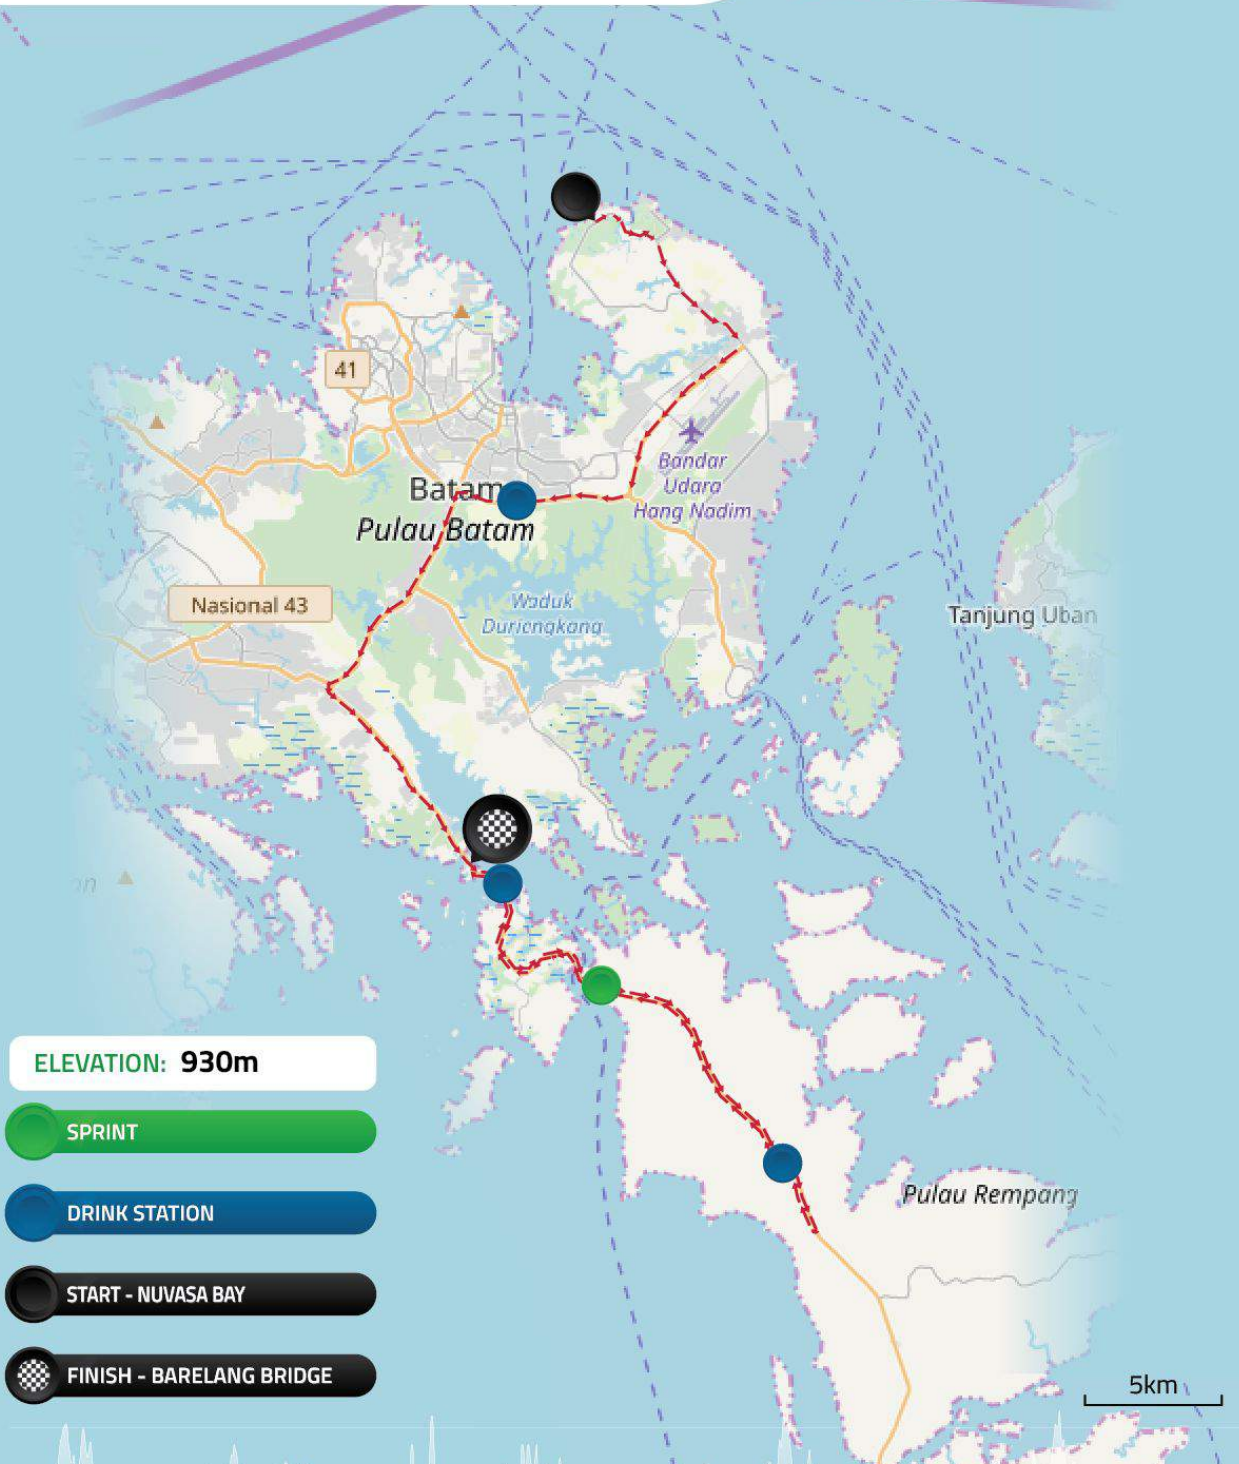 41
Batam
Pulau Batam
Bandar
Udara
Hang Nadim
Nasional 43
Waduk
Duriengkang
Tanjung Uban
ELEVATION: 930m
SPRINT
DRINK STATION
START - NUVASA BAY
FINISH - BARELANG BRIDGE
Pulau Rempang
5km